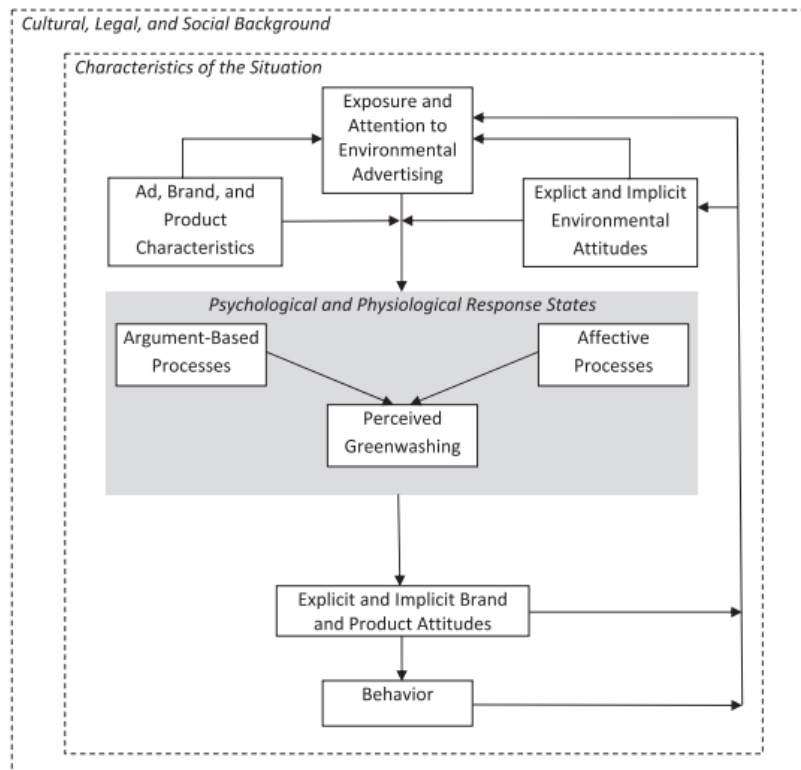 Cultural, Legal, and Social Background
Characteristics of the Situation
Exposure and
Attention to
Environmental
Advertising
Ad, Brand, and
Product
Characteristics
Explict and Implicit
Environmental
Attitudes
Psychological and Physiological Response States
Argument-Based
Processes
Affective
Processes
Perceived
Greenwashing
Explicit and Implicit Brand
and Product Attitudes
Behavior